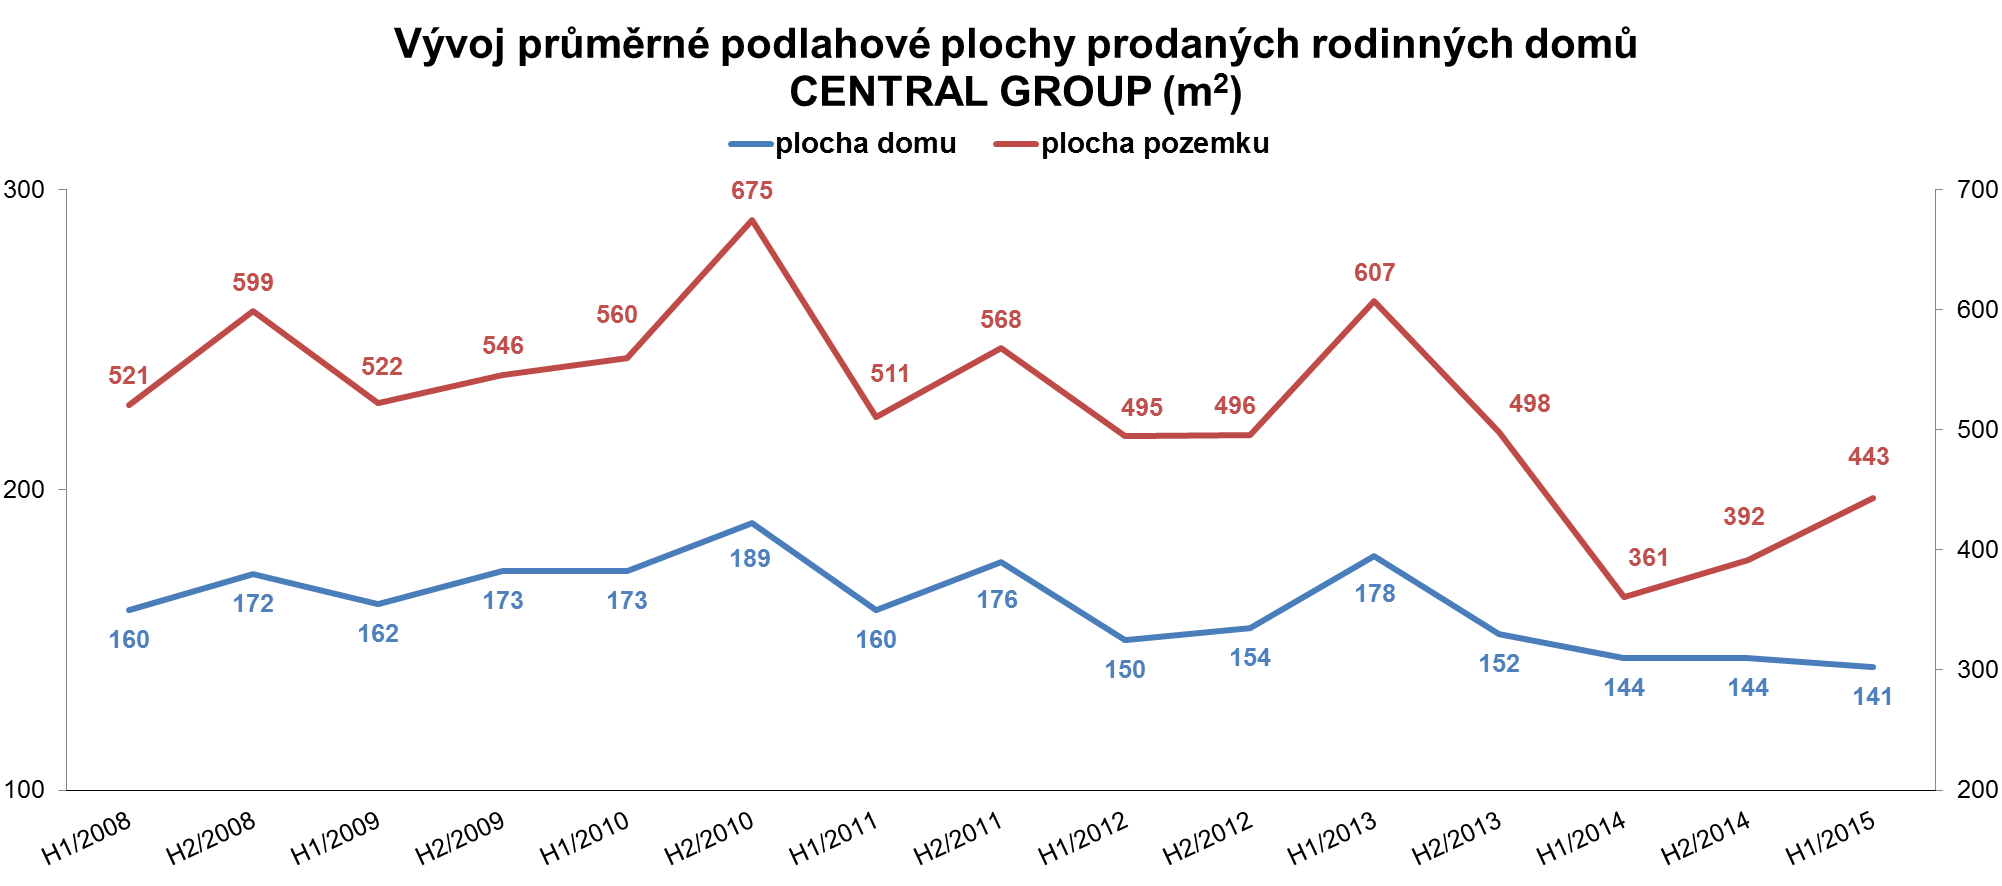 Vývoj průměrné podlahové plochy prodaných rodinných domů
CENTRAL GROUP (m²)
plocha domu plocha pozemku
300
200
100
700
600
500
400
300
200
521 599 522 546 560 675 511 568 495 496 607 498 361 392 443
160 172 162 173 173 189 160 176 150 154 178 152 144 144 141
H1/2008 H2/2008 H1/2009 H2/2009 H1/2010 H2/2010 H1/2011 H2/2011 H1/2012 H2/2012 H1/2013 H2/2013 H1/2014 H2/2014 H1/2015